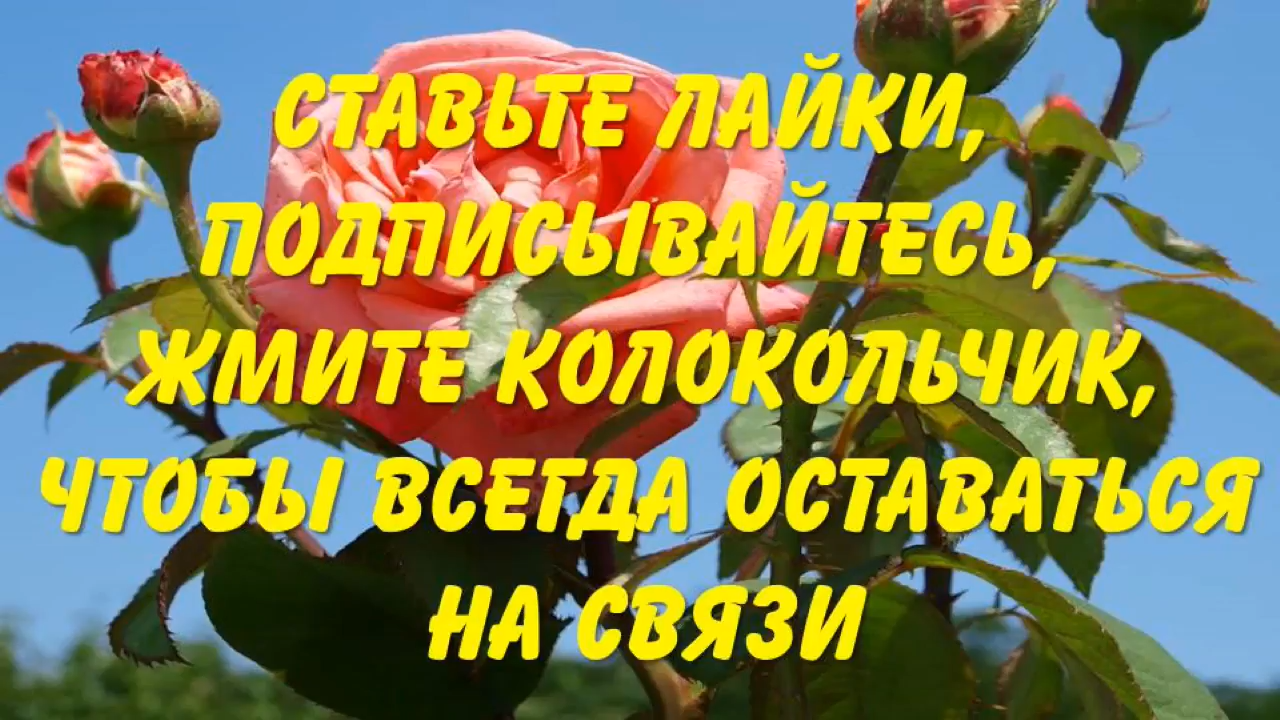 СТАВЬТЕ ЛАЙКИ,
ПОДПИСЫВАЙТЕСЬ,
ЖМИТЕ КОЛОКОЛЬЧИК,
ЧТОБЫ ВСЕГДА ОСТАВАТЬСЯ
НА СВЯЗИ